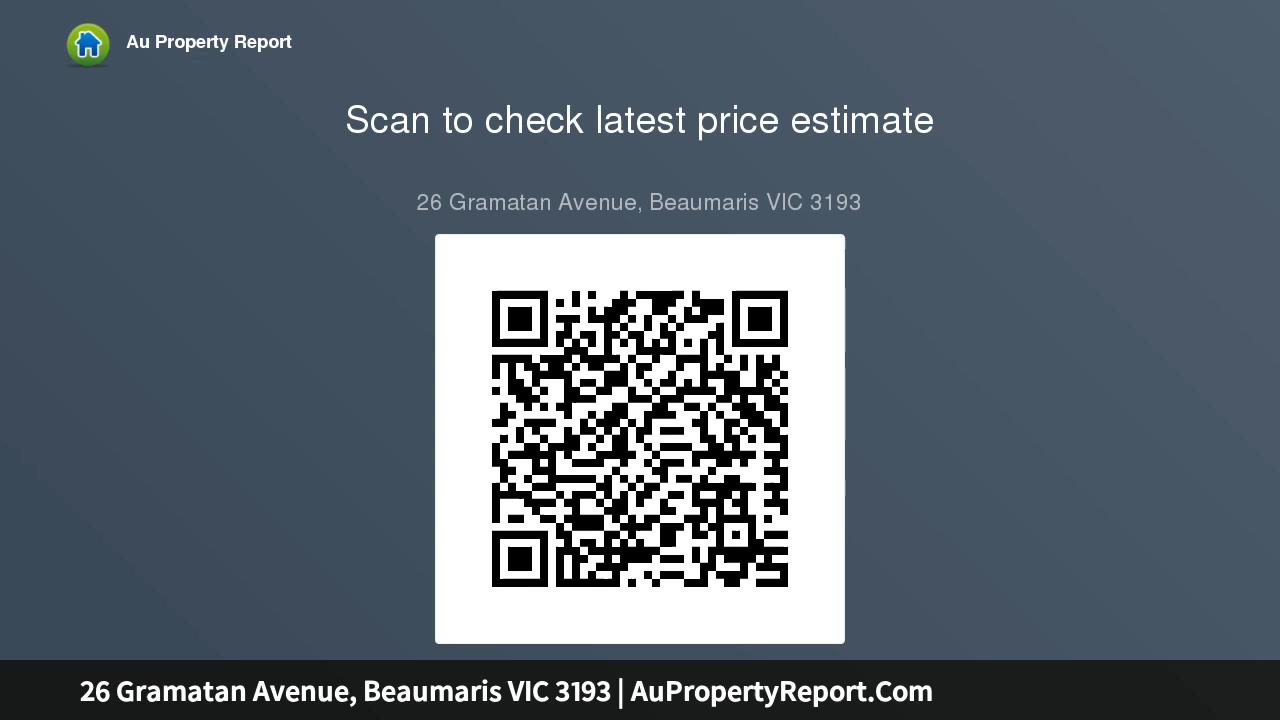 Au Property Report
Scan to check latest price estimate
26 Gramatan Avenue, Beaumaris VIC 3193
26 Gramatan Avenue, Beaumaris VIC 3193 | AuPropertyReport.Com